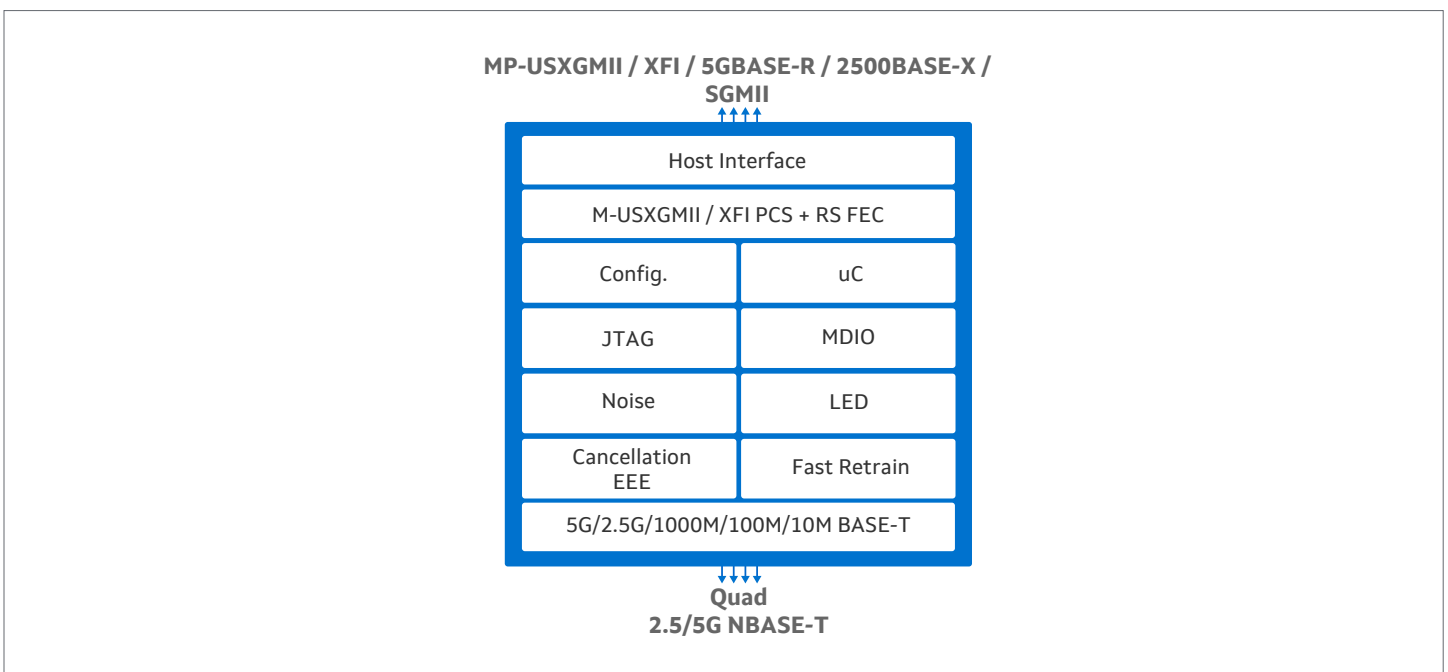 MP-USXGMII / XFI / 5GBASE-R / 2500BASE-X /
SGMII
Host Interface
M-USXGMII / XFI PCS + RS FEC
Config.
uC
JTAG
MDIO
Noise
LED
Cancellation
EEE
Fast Retrain
5G/2.5G/1000M/100M/10M BASE-T
Quad
2.5/5G NBASE-T